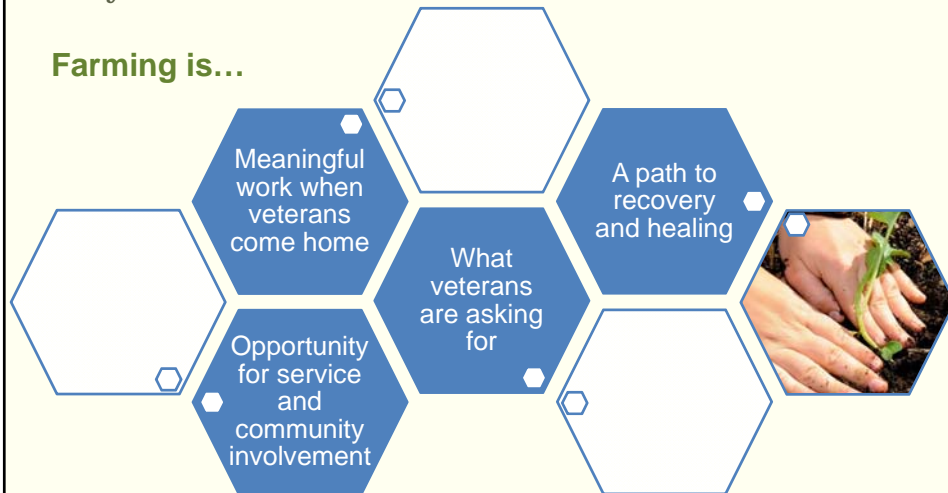 Farming is…
Meaningful
work when
veterans
come home
A path to
recovery
and healing
What
veterans
are asking
for
Opportunity
for service
and
community
involvement